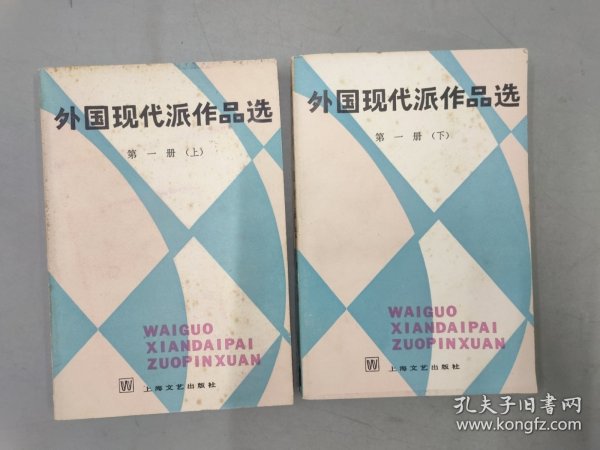 外国现代派作品选
第一册（上）
WAIGUO
XIANDAIPAI
ZUOPINXUAN
上海文艺出版社
外国现代派作品选
第一册（下）
WAIGUO
XIANDAIPAI
ZUOPINXUAN
上海文艺出版社
孔夫子旧书网
www.kongfz.com